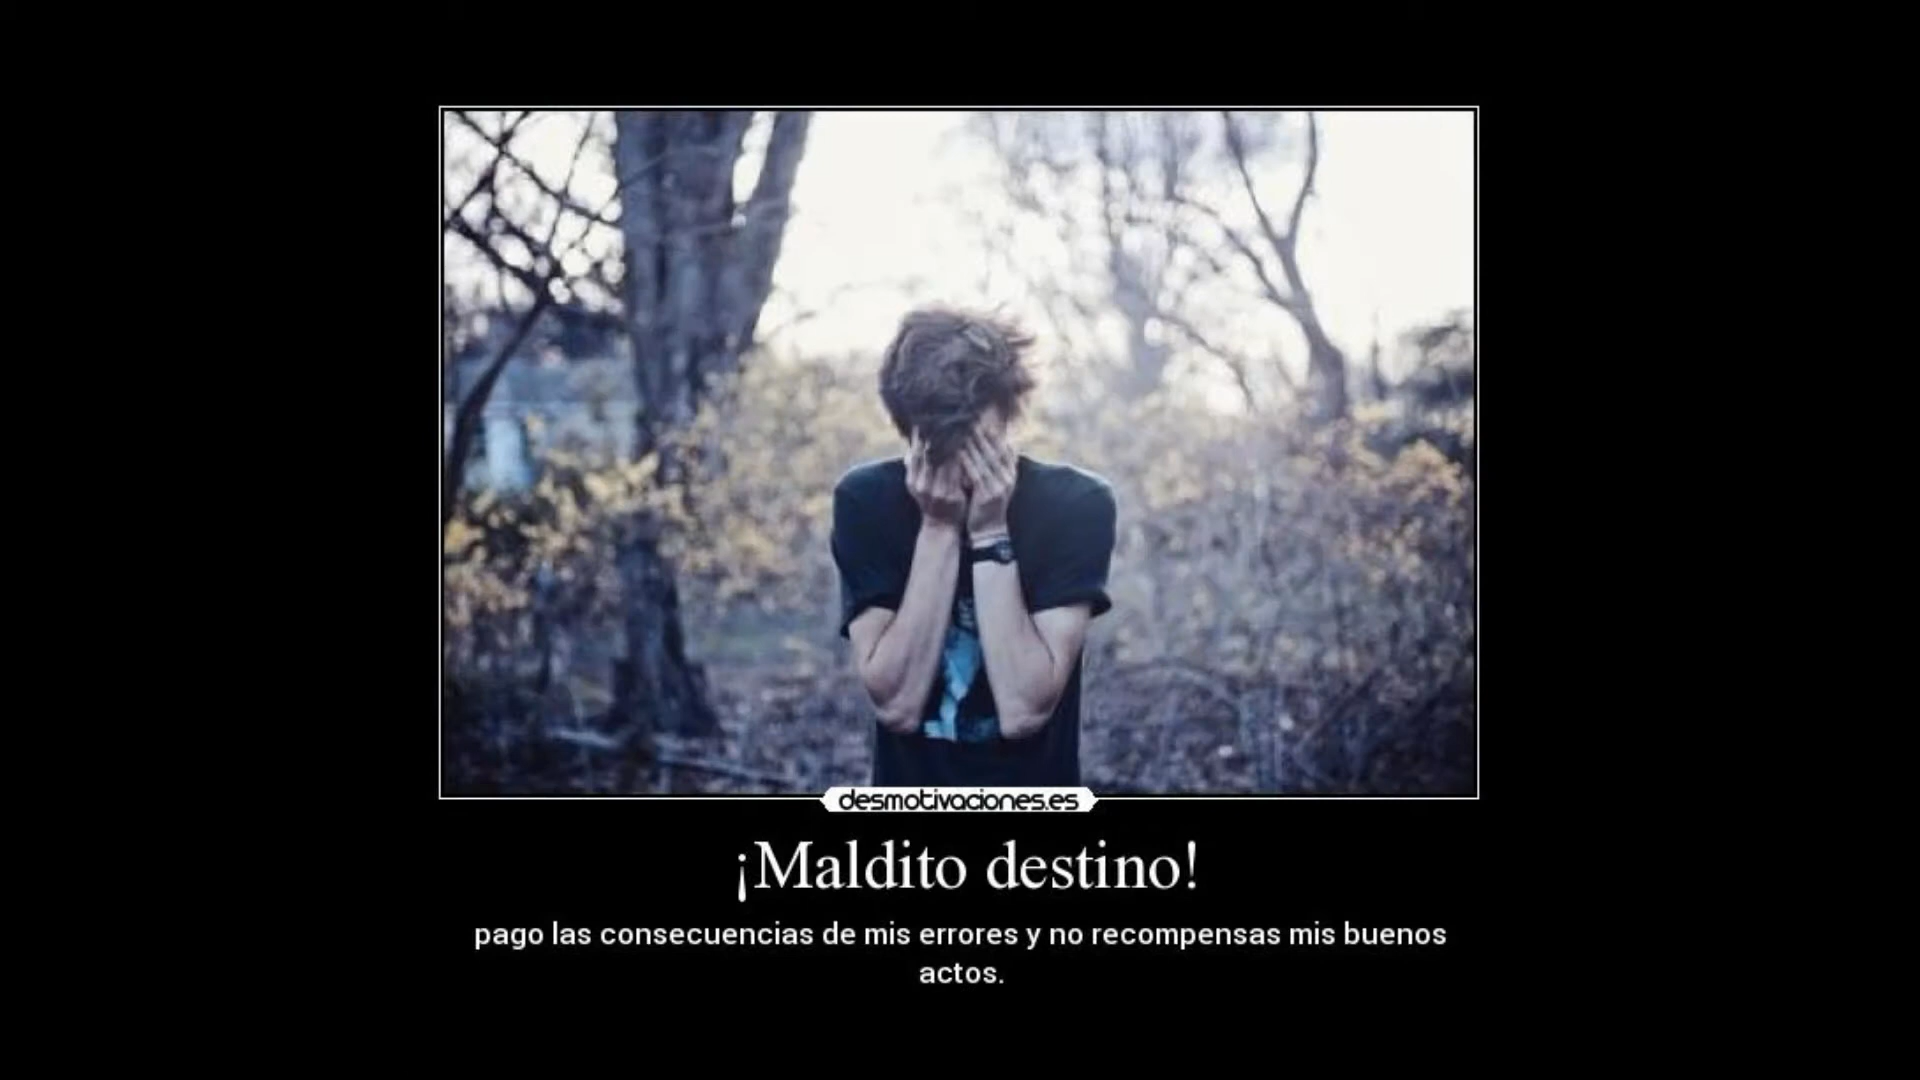 desmotivaciones.es
¡Maldito destino!
pago las consecuencias de mis errores y no recompensas mis buenos
actos.